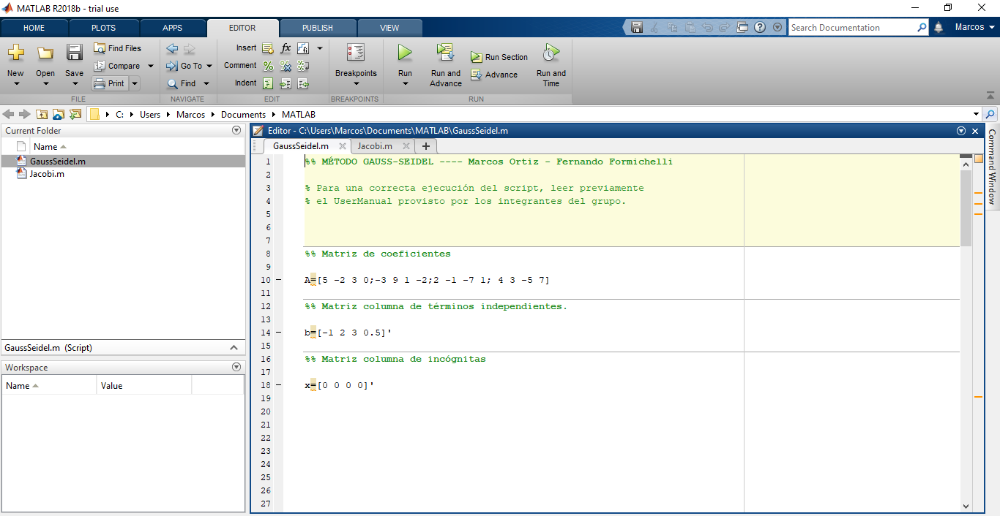 MATLAB R2018b - trial use
HOME PLOTS APPS EDITOR PUBLISH VIEW
Search Documentation
Marcos
New
Open
Save
Find Files
Compare
Print
FILE
Go To
Find
NAVIGATE
Insert fx
Comment
Indent
EDIT
Breakpoints
BREAKPOINTS
Run
Run and
Advance
Run Section
Advance
Run and
Time
RUN
C: Users Marcos Documents MATLAB
Current Folder
Name
GaussSeidel.m
Jacobi.m
GaussSeidel.m (Script)
Workspace
Name Value
Editor - C:\Users\Marcos\Documents\MATLAB\GaussSeidel.m
GaussSeidel.m Jacobi.m +
1 %% MÉTODO GAUSS-SEIDEL ---- Marcos Ortiz - Fernando Formichelli
2
3 % Para una correcta ejecución del script, leer previamente
4 % el UserManual provisto por los integrantes del grupo.
5
6
7
8 %% Matriz de coeficientes
9
10 – A=[5 -2 3 0;-3 9 1 -2;2 -1 -7 1; 4 3 -5 7]
11
12 %% Matriz columna de términos independientes.
13
14 – b=[-1 2 3 0.5]'
15
16 %% Matriz columna de incógnitas
17
18 – x=[0 0 0 0]'
19
20
21
22
23
24
25
26
27
Command Window